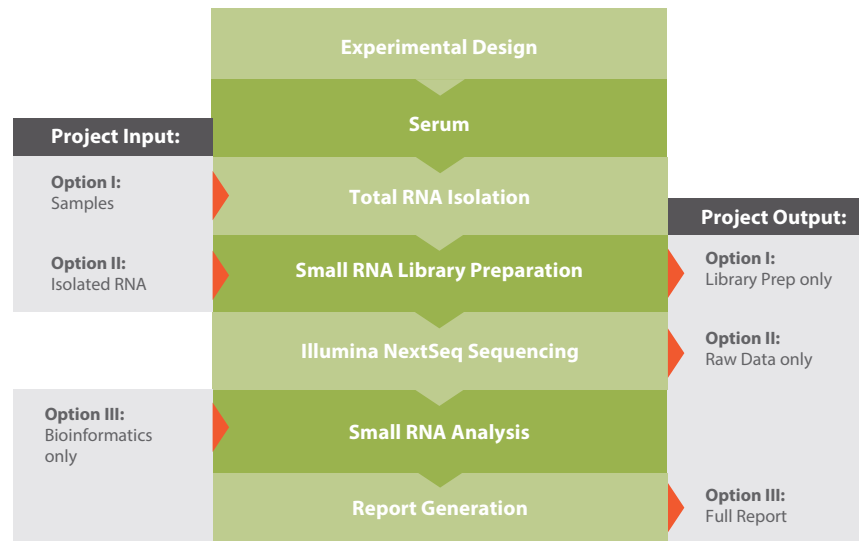 Experimental Design
Serum
Project Input:
Option I:
Samples
Total RNA Isolation
Project Output:
Option II:
Isolated RNA
Small RNA Library Preparation
Option I:
Library Prep only
Illumina NextSeq Sequencing
Option II:
Raw Data only
Option III:
Bioinformatics
only
Small RNA Analysis
Report Generation
Option III:
Full Report